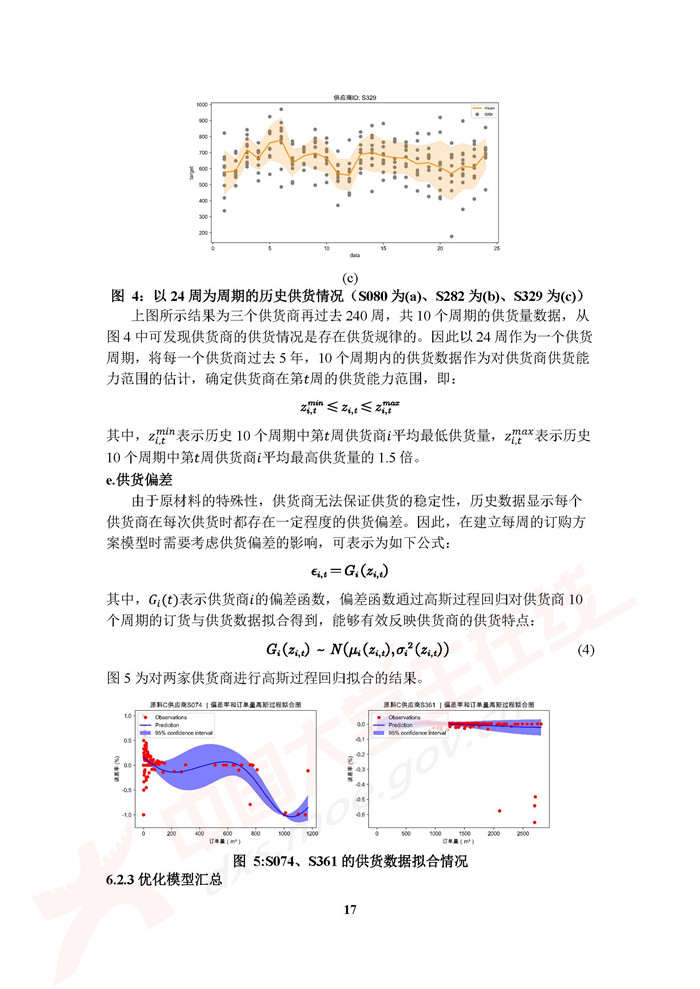 供应商ID: S329
1000
900
800
700
600
500
400
300
200
target
mean
data
0 5 10 15 20 25
data
(c)
图 4：以 24 周为周期的历史供货情况（S080 为(a)、S282 为(b)、S329 为(c)）
上图所示结果为三个供货商再过去 240 周，共 10 个周期的供货量数据，从
图 4 中可发现供货商的供货情况是存在供货规律的。因此以 24 周作为一个供货
周期，将每一个供货商过去 5 年，10 个周期内的供货数据作为对供货商供货能
力范围的估计，确定供货商在第t周的供货能力范围，即：
z_{i,t}^{min} ≤ z_{i,t} ≤ z_{i,t}^{max}
其中，z_{i,t}^{min}表示历史 10 个周期中第t周供货商i平均最低供货量，z_{i,t}^{max}表示历史
10 个周期中第t周供货商i平均最高供货量的 1.5 倍。
e.供货偏差
由于原材料的特殊性，供货商无法保证供货的稳定性，历史数据显示每个
供货商在每次供货时都存在一定程度的供货偏差。因此，在建立每周的订购方
案模型时需要考虑供货偏差的影响，可表示为如下公式：
ϵ_{i,t} = G_i(z_{i,t})
其中，G_i(t)表示供货商i的偏差函数，偏差函数通过高斯过程回归对供货商 10
个周期的订货与供货数据拟合得到，能够有效反映供货商的供货特点：
G_i(z_{i,t}) ~ N(μ_i(z_{i,t}),σ_i²(z_{i,t})) (4)
图 5 为对两家供货商进行高斯过程回归拟合的结果。
原料C供应商S074 | 偏差率和订单量高斯过程拟合图
Observations
Prediction
95% confidence interval
1.0
0.5
0.0
-0.5
-1.0
误差率 (%)
0 200 400 600 800 1000 1200
订单量（m³）
原料C供应商S361 | 偏差率和订单量高斯过程拟合图
Observations
Prediction
95% confidence interval
0.0
-0.1
-0.2
-0.3
-0.4
-0.5
-0.6
误差率 (%)
0 500 1000 1500 2000 2500
订单量（m³）
图 5:S074、S361 的供货数据拟合情况
6.2.3 优化模型汇总
17
中国大学生在线
dxs.moe.gov.cn